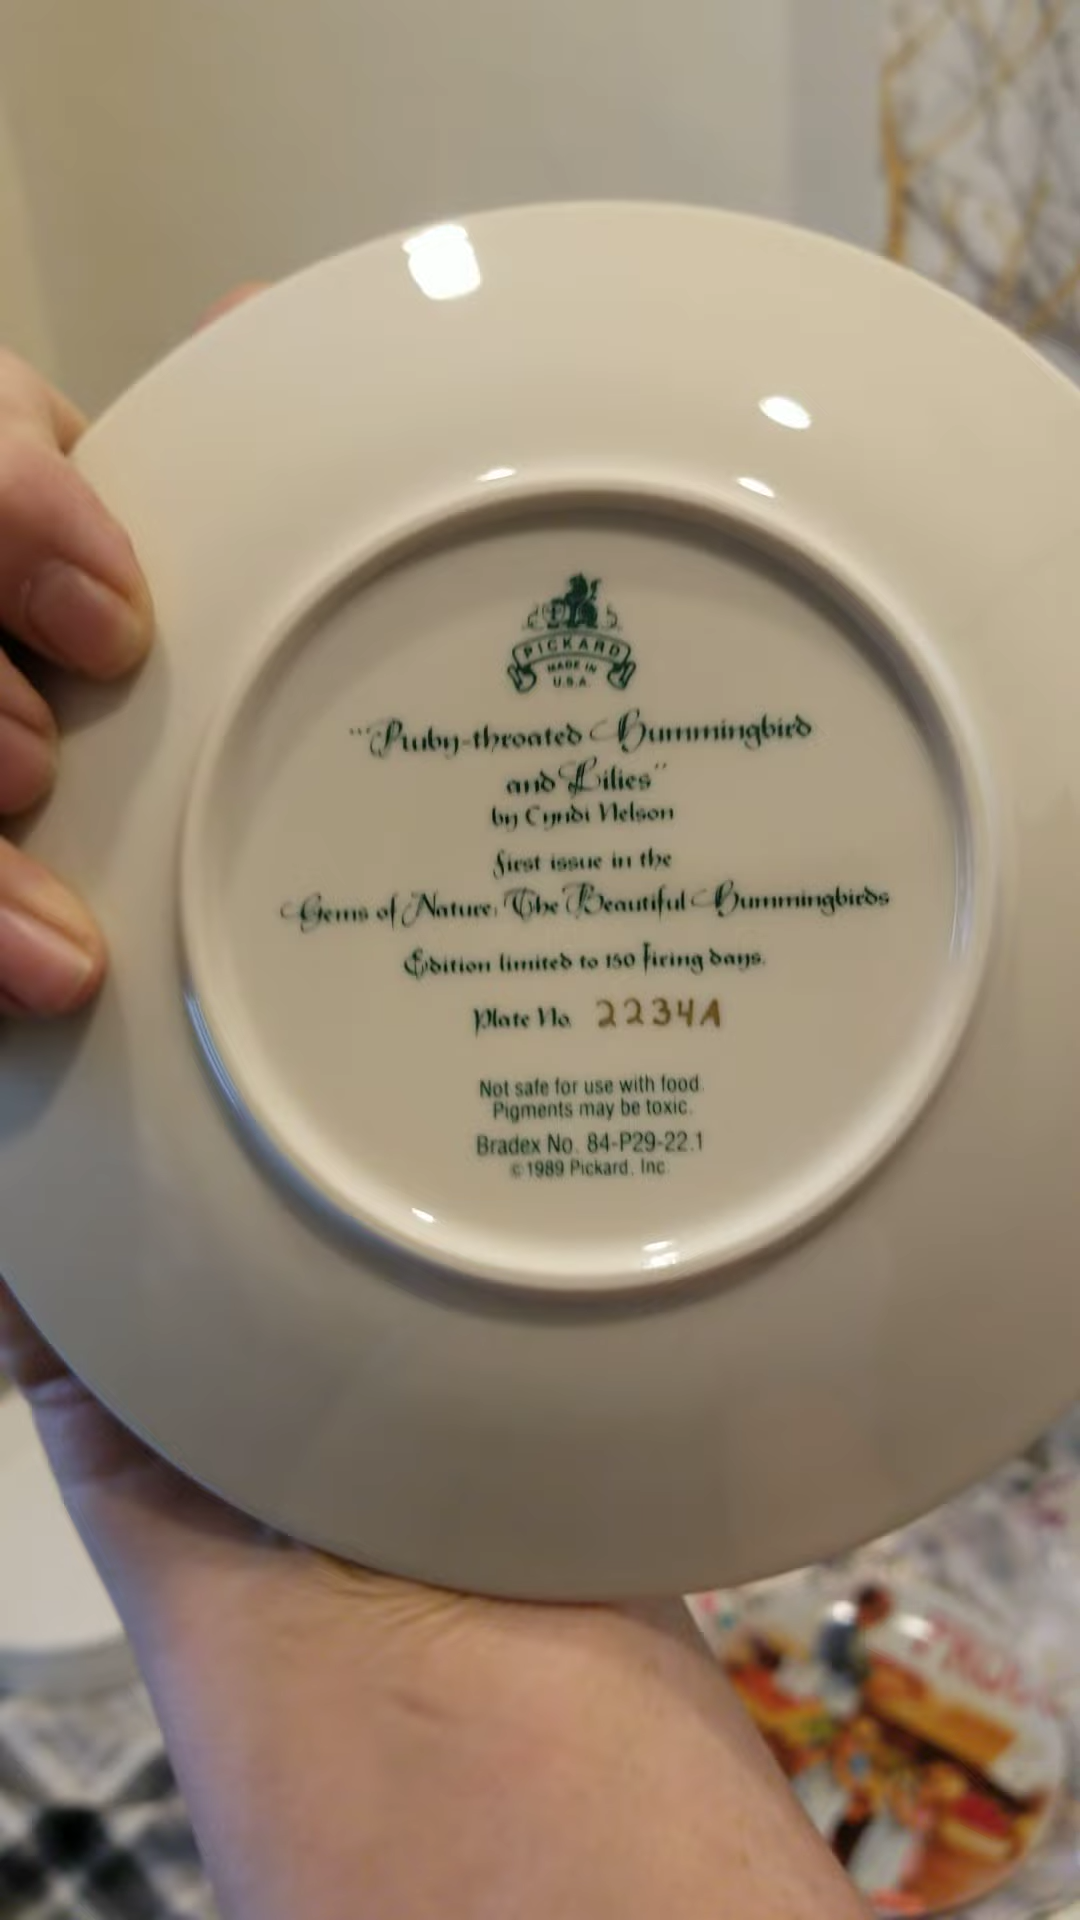 PICKARD
MADE IN
U.S.A.
"Ruby-throated Hummingbird
and Lilies"
by Cyndi Nelson
first issue in the
Gems of Nature: The Beautiful Hummingbirds
Edition limited to 150 firing days.
Plate No. 2234A
Not safe for use with food.
Pigments may be toxic.
Bradex No. 84-P29-22.1
©1989 Pickard, Inc.